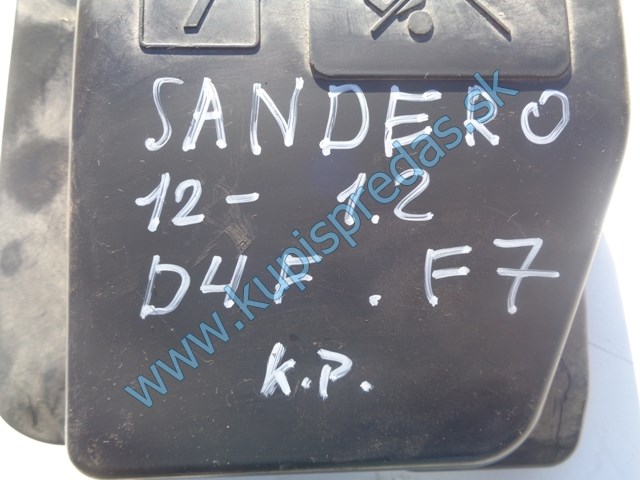 SANDERO
12- 1.2
D4F . F7
K.P.
www.kupispredas.sk